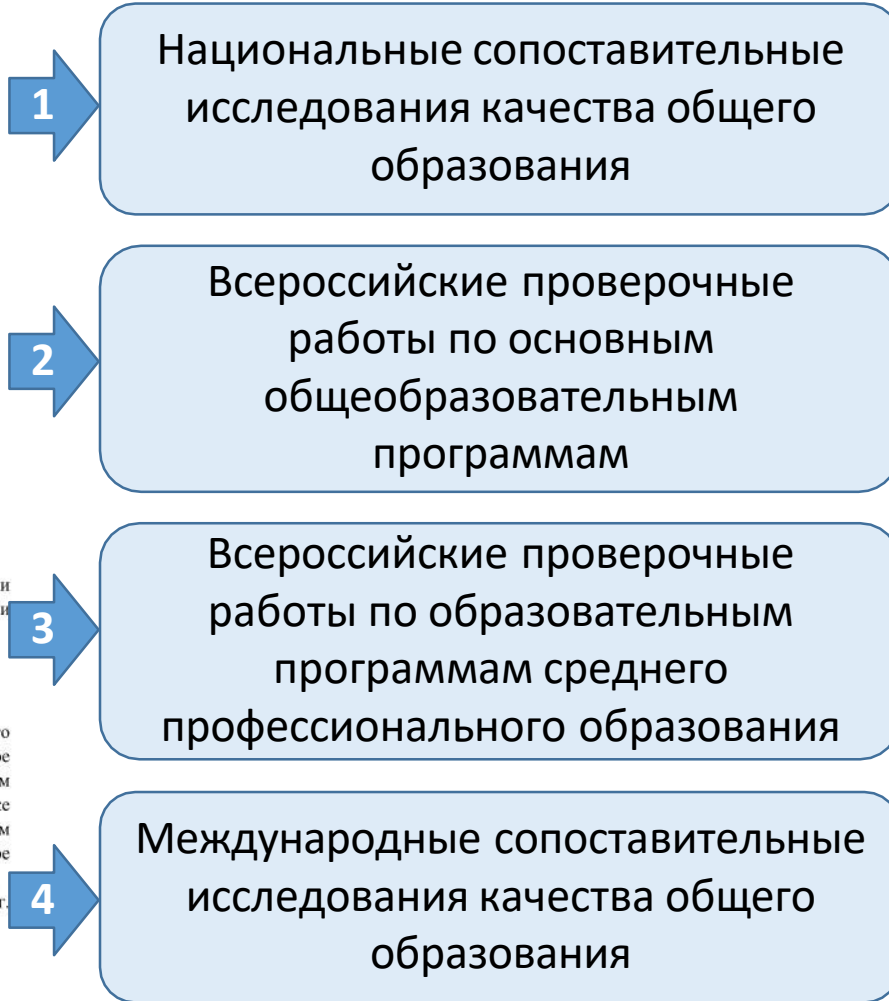 1
Национальные сопоставительные
исследования качества общего
образования
2
Всероссийские проверочные
работы по основным
общеобразовательным
программам
3
Всероссийские проверочные
работы по образовательным
программам среднего
профессионального образования
4
Международные сопоставительные
исследования качества общего
образования